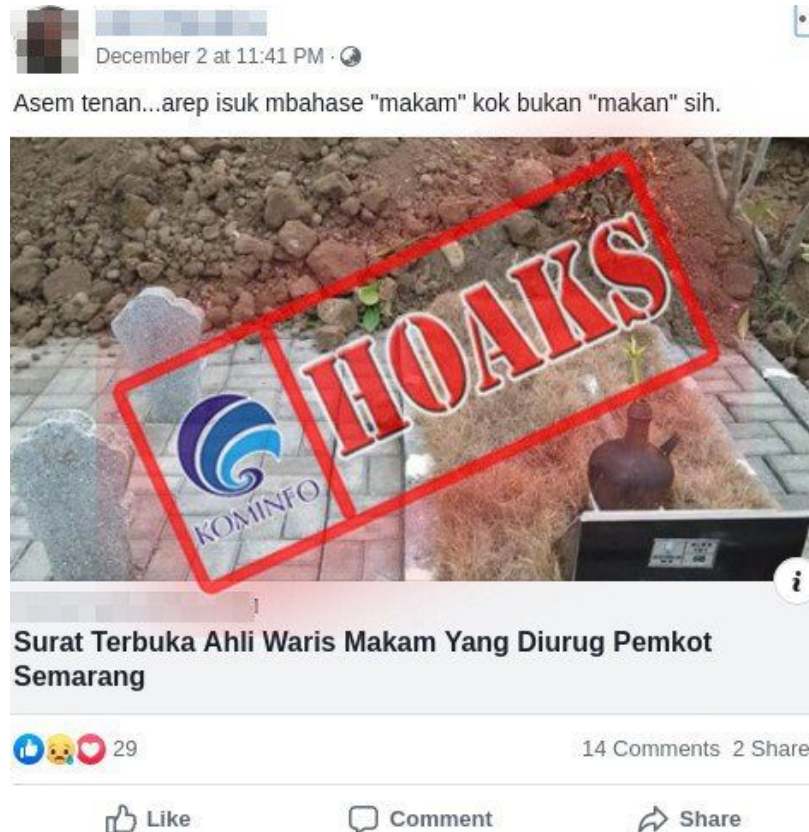 December 2 at 11:41 PM ·
Asem tenan...arep isuk mbahase "makam" kok bukan "makan" sih.
HOAKS
KOMINFO
Surat Terbuka Ahli Waris Makam Yang Diurug Pemkot
Semarang
29
14 Comments 2 Share
Like Comment Share